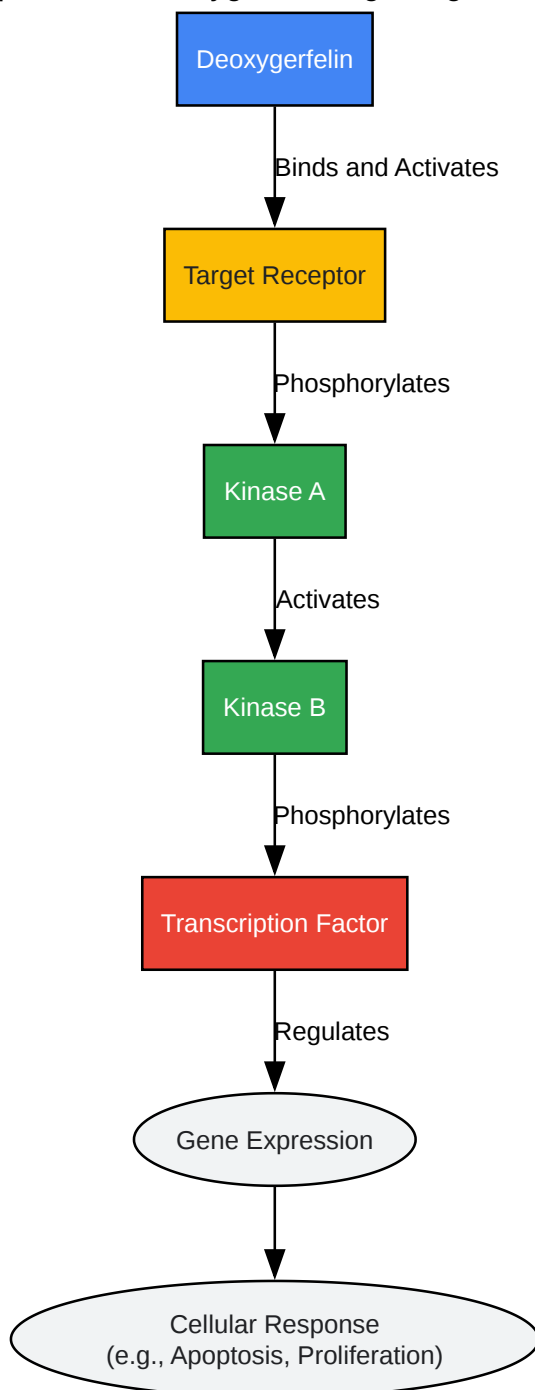 Deoxygerfelin
Binds and Activates
Target Receptor
Phosphorylates
Kinase A
Activates
Kinase B
Phosphorylates
Transcription Factor
Regulates
Gene Expression
Cellular Response
(e.g., Apoptosis, Proliferation)